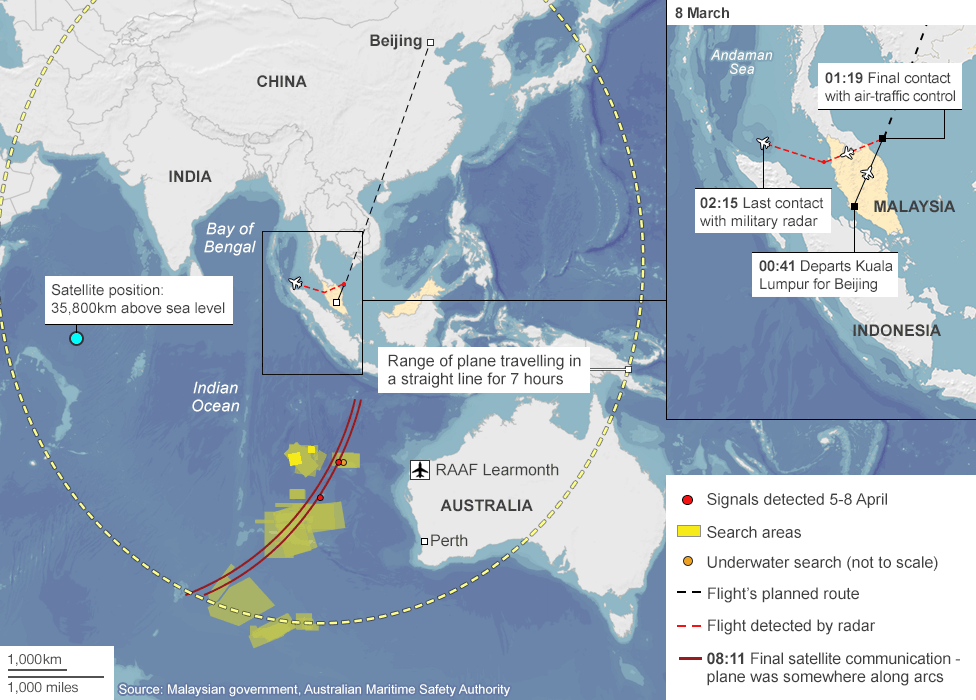 Beijing
CHINA
INDIA
Bay of
Bengal
Satellite position:
35,800km above sea level
Range of plane travelling in
a straight line for 7 hours
Indian
Ocean
RAAF Learmonth
AUSTRALIA
Perth
1,000km
1,000 miles
Source: Malaysian government, Australian Maritime Safety Authority
8 March
Andaman
Sea
01:19 Final contact
with air-traffic control
02:15 Last contact
with military radar
MALAYSIA
00:41 Departs Kuala
Lumpur for Beijing
INDONESIA
Signals detected 5-8 April
Search areas
Underwater search (not to scale)
Flight's planned route
Flight detected by radar
08:11 Final satellite communication -
plane was somewhere along arcs